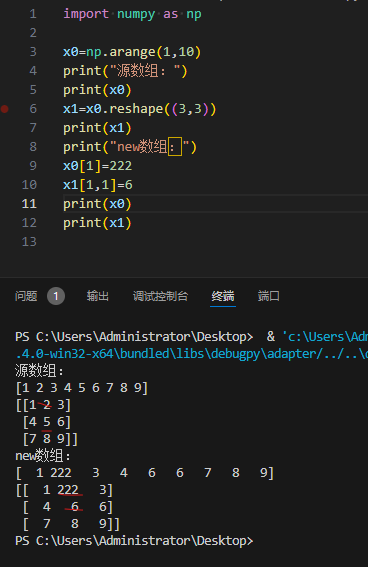 1 import numpy as np
2
3 x0=np.arange(1,10)
4 print("源数组：")
5 print(x0)
6 x1=x0.reshape((3,3))
7 print(x1)
8 print("new数组：")
9 x0[1]=222
10 x1[1,1]=6
11 print(x0)
12 print(x1)
13
问题 1 输出 调试控制台 终端 端口
PS C:\Users\Administrator\Desktop> & 'c:\Users\Ad
.4.0-win32-x64\bundled\libs\debugpy\adapter/../..\
源数组：
[1 2 3 4 5 6 7 8 9]
[[1 2 3]
[4 5 6]
[7 8 9]]
new数组：
[ 1 222 3 4 6 6 7 8 9]
[[ 1 222 3]
[ 4 6 6]
[ 7 8 9]]
PS C:\Users\Administrator\Desktop>